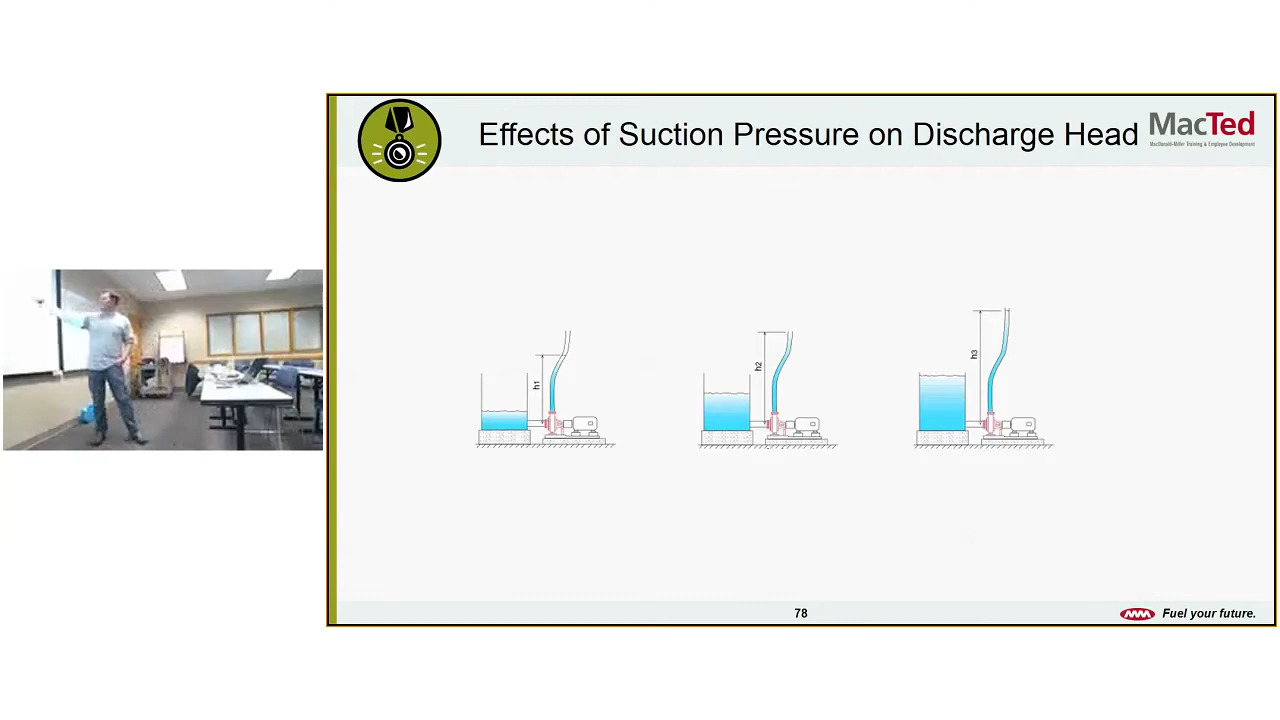 Effects of Suction Pressure on Discharge Head
MacTed
MacDonald-Miller Training & Employee Development
h1
h2
h3
78
Fuel your future.